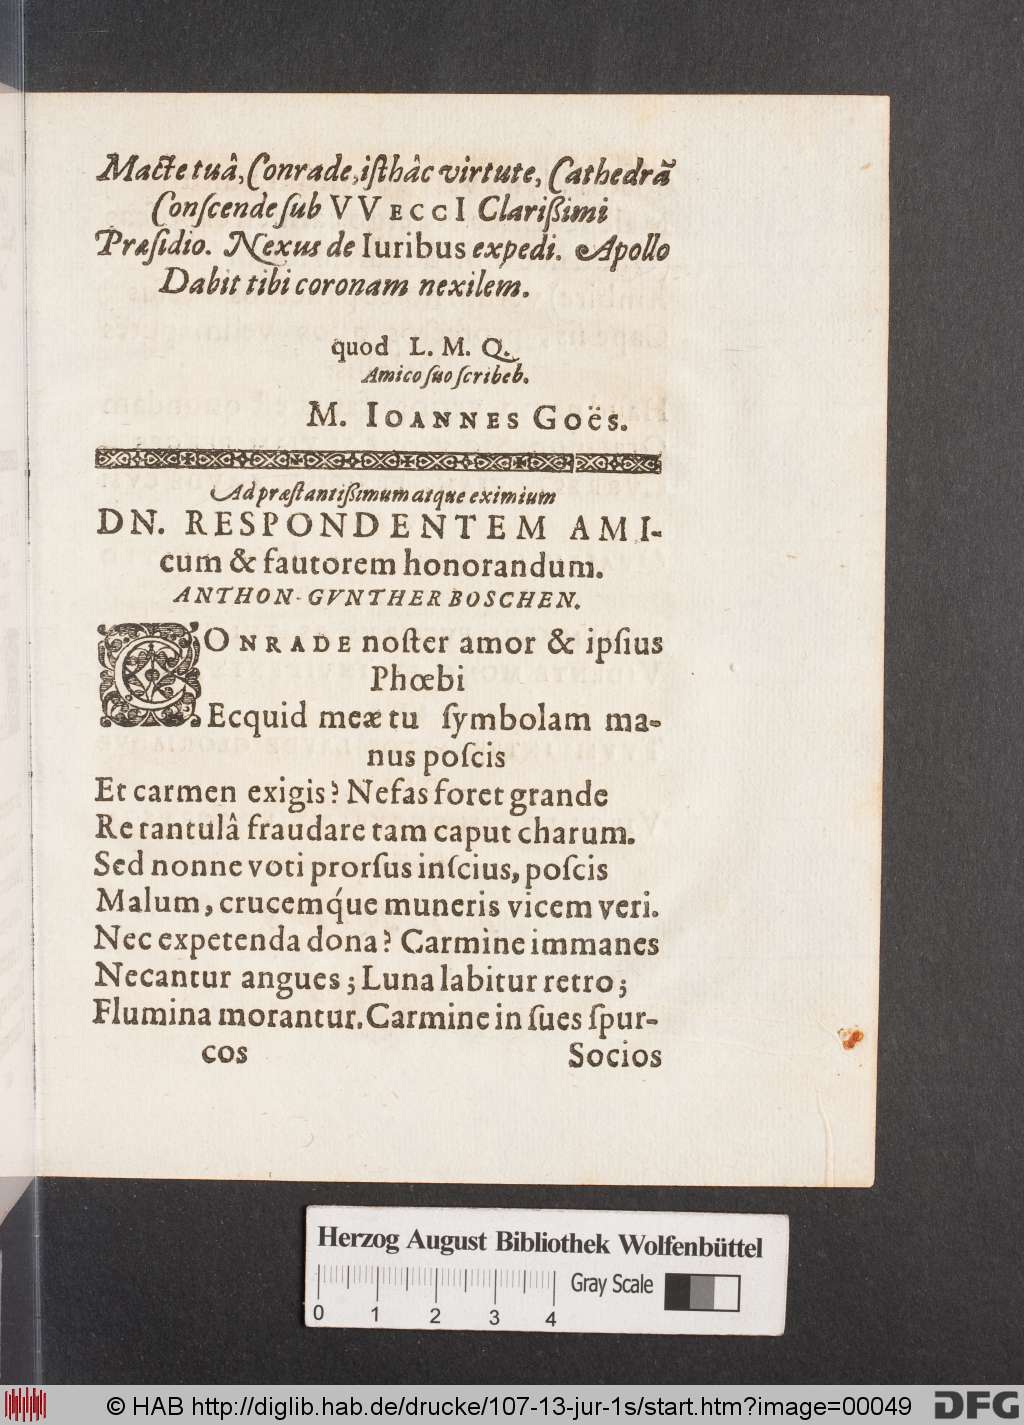 Macte tuâ, Conrade, isthâc virtute, Cathedrã
Conſcende ſub VVECCI Clarißimi
Præſidio. Nexus de Iuribus expedi. Apollo
Dabit tibi coronam nexilem.
quod L. M. Q.
Amico ſuo ſcribeb.
M. IOANNES GOës.
Ad præſtantißimum atque eximium
DN. RESPONDENTEM AMI-
cum & fautorem honorandum.
ANTHON-GVNTHER BOSCHEN.
CONRADE noſter amor & ipſius
Phœbi
Ecquid meæ tu ſymbolam ma-
nus poſcis
Et carmen exigis? Nefas foret grande
Re tantulâ fraudare tam caput charum.
Sed nonne voti prorſus inſcius, poſcis
Malum, crucemq́ue muneris vicem veri.
Nec expetenda dona? Carmine immanes
Necantur angues; Luna labitur retro;
Flumina morantur. Carmine in ſues ſpur-
cos Socios
Herzog August Bibliothek Wolfenbüttel
Gray Scale
0 1 2 3 4
© HAB http://diglib.hab.de/drucke/107-13-jur-1s/start.htm?image=00049
DFG